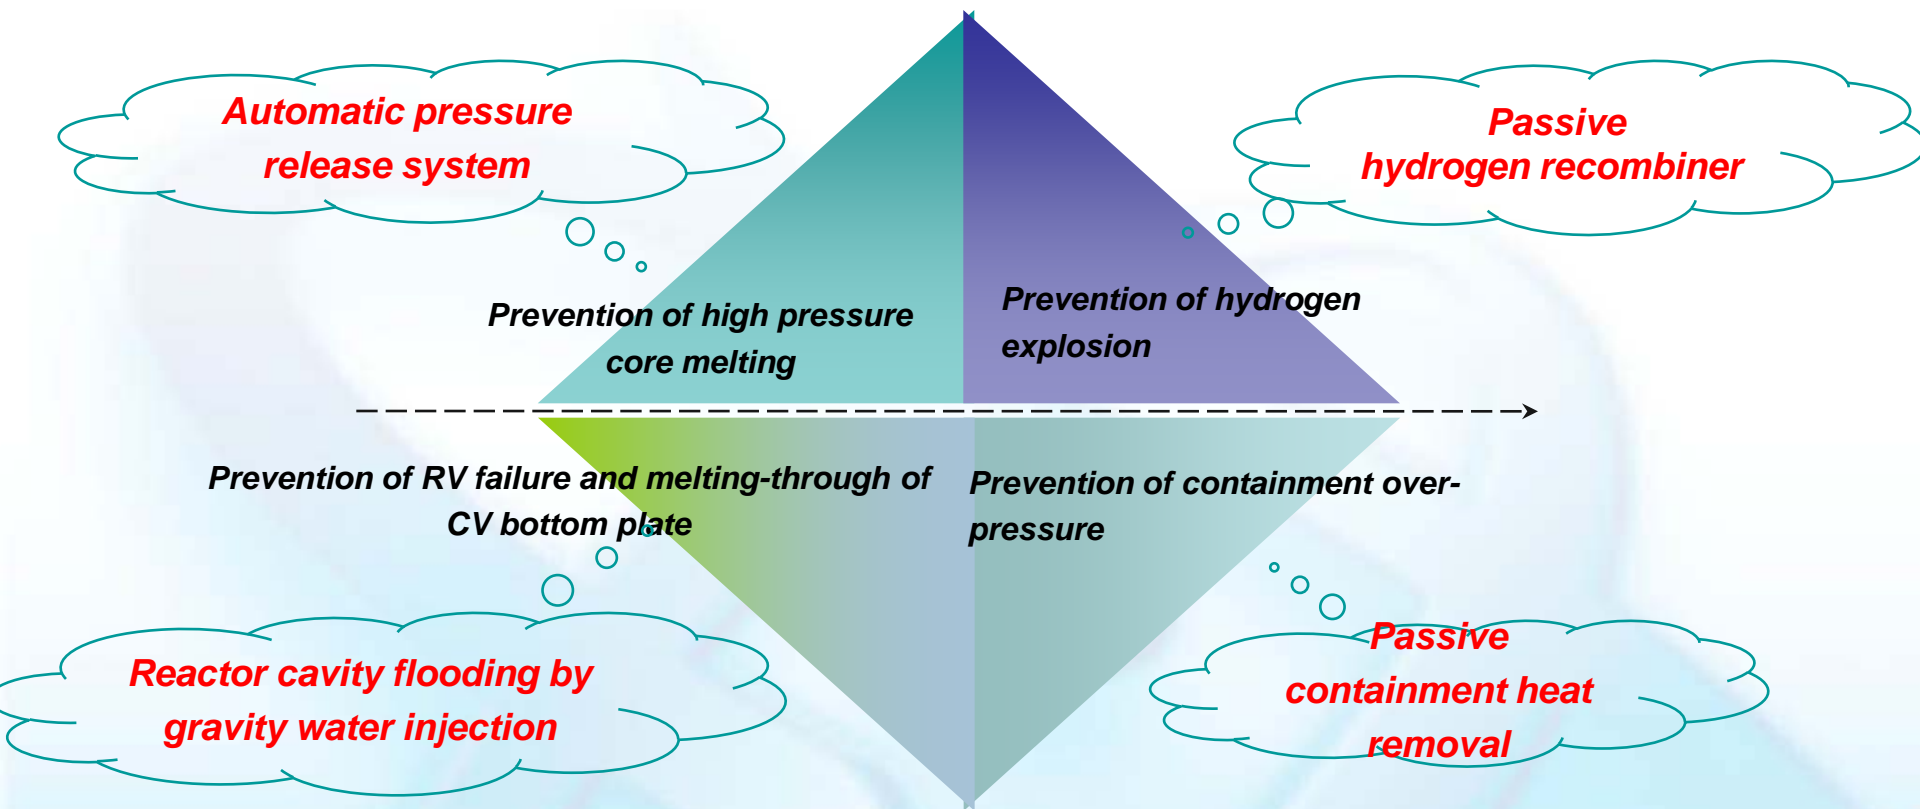 Automatic pressure
release system
Passive
hydrogen recombiner
Prevention of high pressure
core melting
Prevention of hydrogen
explosion
Prevention of RV failure and melting-through of
CV bottom plate
Prevention of containment over-
pressure
Reactor cavity flooding by
gravity water injection
Passive
containment heat
removal